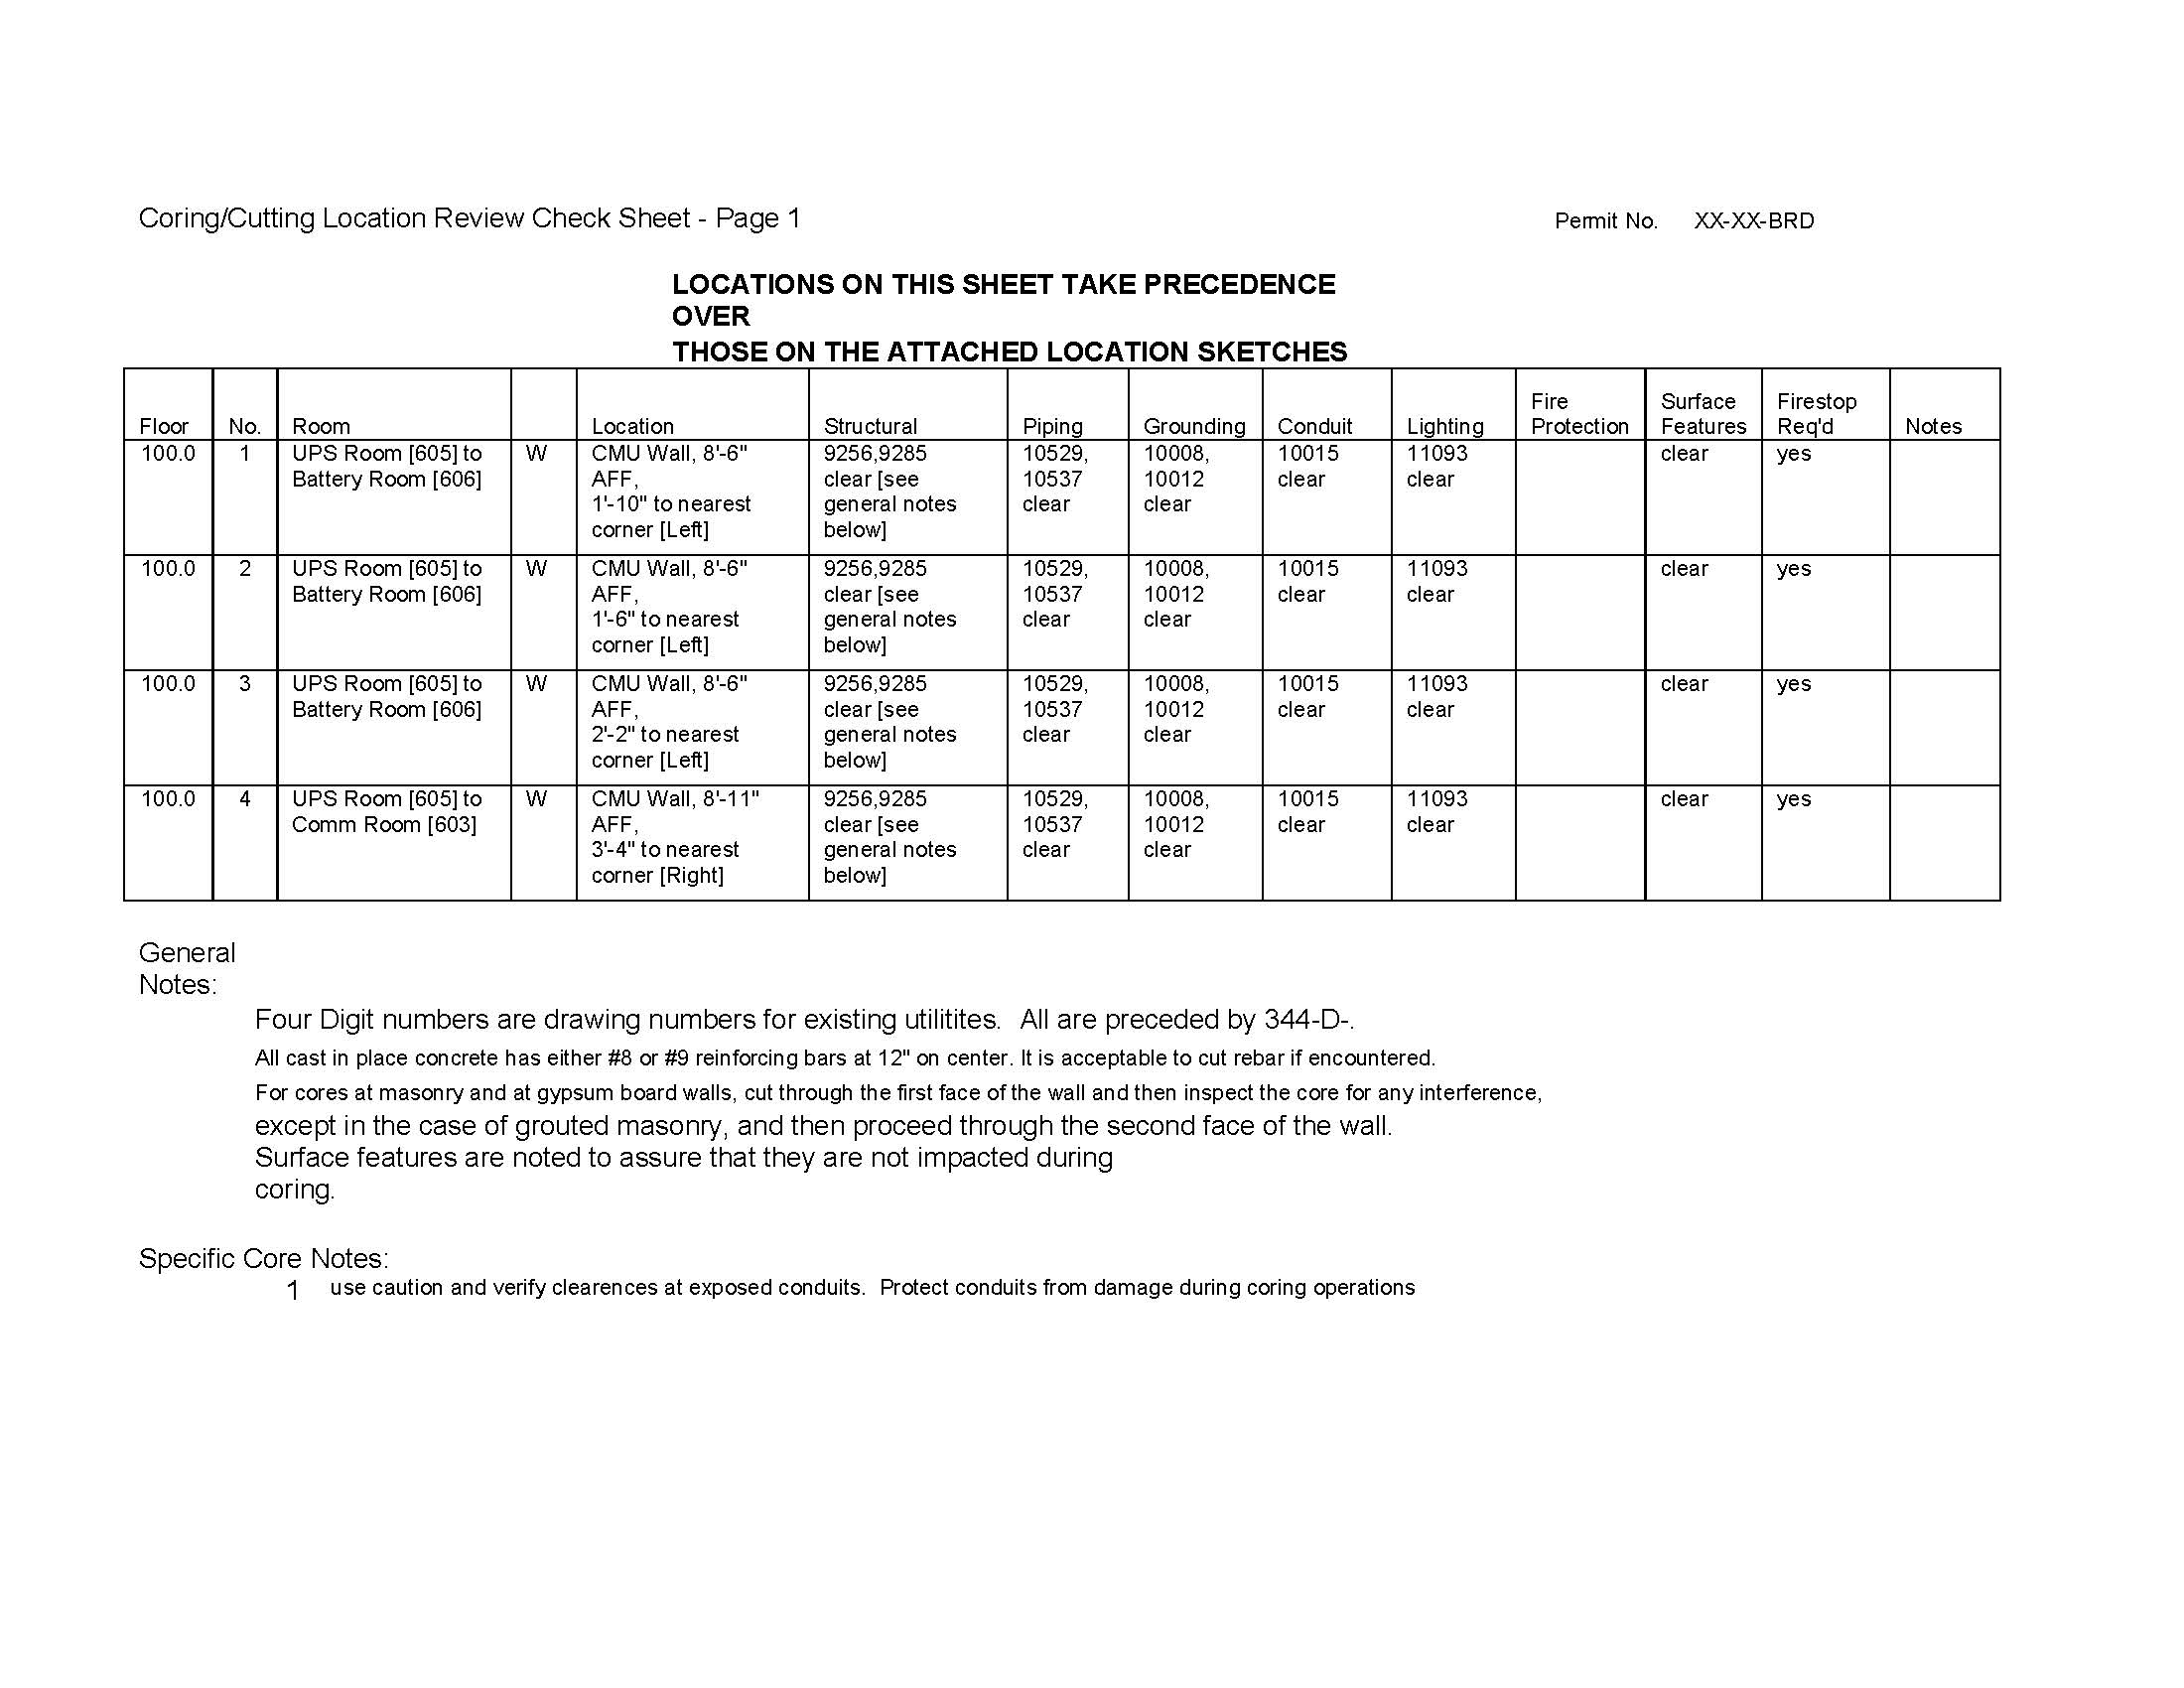 Coring/Cutting Location Review Check Sheet - Page 1
Permit No. XX-XX-BRD
LOCATIONS ON THIS SHEET TAKE PRECEDENCE
OVER
THOSE ON THE ATTACHED LOCATION SKETCHES
Floor No. Room Location Structural Piping Grounding Conduit Lighting Fire Protection Surface Features Firestop Req'd Notes
100.0 1 UPS Room [605] to W CMU Wall, 8'-6" 9256,9285 10529, 10008, 10015 11093 clear yes
Battery Room [606] AFF, clear [see 10537 10012 clear clear
1'-10" to nearest general notes clear clear
corner [Left] below]
100.0 2 UPS Room [605] to W CMU Wall, 8'-6" 9256,9285 10529, 10008, 10015 11093 clear yes
Battery Room [606] AFF, clear [see 10537 10012 clear clear
1'-6" to nearest general notes clear clear
corner [Left] below]
100.0 3 UPS Room [605] to W CMU Wall, 8'-6" 9256,9285 10529, 10008, 10015 11093 clear yes
Battery Room [606] AFF, clear [see 10537 10012 clear clear
2'-2" to nearest general notes clear clear
corner [Left] below]
100.0 4 UPS Room [605] to W CMU Wall, 8'-11" 9256,9285 10529, 10008, 10015 11093 clear yes
Comm Room [603] AFF, clear [see 10537 10012 clear clear
3'-4" to nearest general notes clear clear
corner [Right] below]
General
Notes:
Four Digit numbers are drawing numbers for existing utilitites. All are preceded by 344-D-.
All cast in place concrete has either #8 or #9 reinforcing bars at 12" on center. It is acceptable to cut rebar if encountered.
For cores at masonry and at gypsum board walls, cut through the first face of the wall and then inspect the core for any interference,
except in the case of grouted masonry, and then proceed through the second face of the wall.
Surface features are noted to assure that they are not impacted during
coring.
Specific Core Notes:
1 use caution and verify clearences at exposed conduits. Protect conduits from damage during coring operations